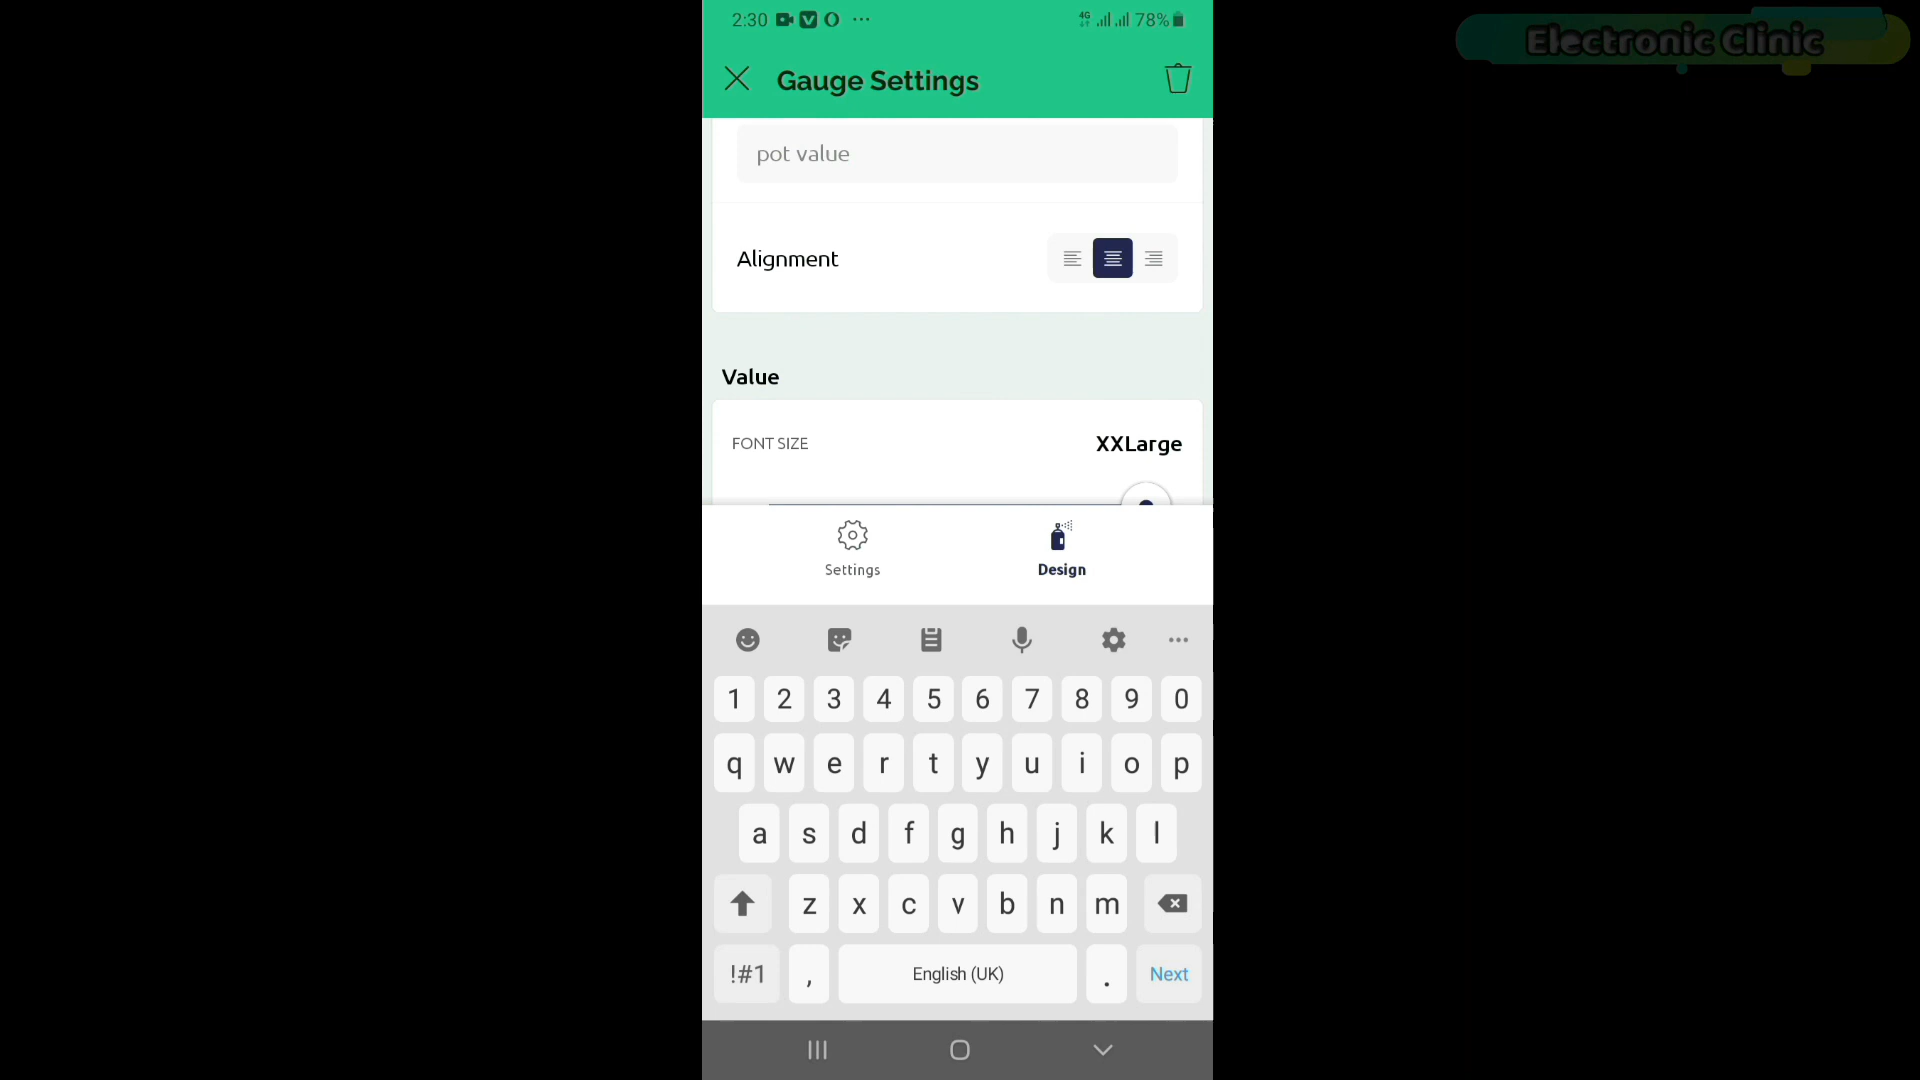 2:30 4G 78%
Electronic Clinic
Gauge Settings
pot value
Alignment
Value
FONT SIZE XXLarge
Settings Design
1 2 3 4 5 6 7 8 9 0
q w e r t y u i o p
a s d f g h j k l
z x c v b n m
!#1 , English (UK) . Next